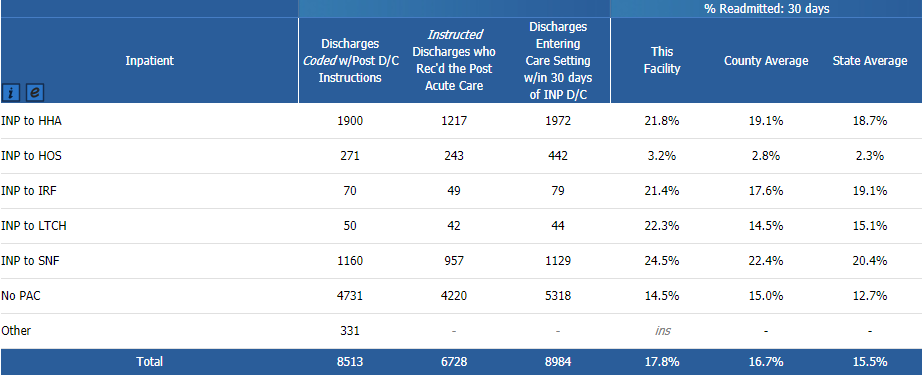 % Readmitted: 30 days
Inpatient
Discharges
Coded w/Post D/C
Instructions
Instructed
Discharges who
Rec'd the Post
Acute Care
Discharges
Entering
Care Setting
w/in 30 days
of INP D/C
This
Facility
County Average
State Average
i e
INP to HHA 1900 1217 1972 21.8% 19.1% 18.7%
INP to HOS 271 243 442 3.2% 2.8% 2.3%
INP to IRF 70 49 79 21.4% 17.6% 19.1%
INP to LTCH 50 42 44 22.3% 14.5% 15.1%
INP to SNF 1160 957 1129 24.5% 22.4% 20.4%
No PAC 4731 4220 5318 14.5% 15.0% 12.7%
Other 331 - - ins - -
Total 8513 6728 8984 17.8% 16.7% 15.5%